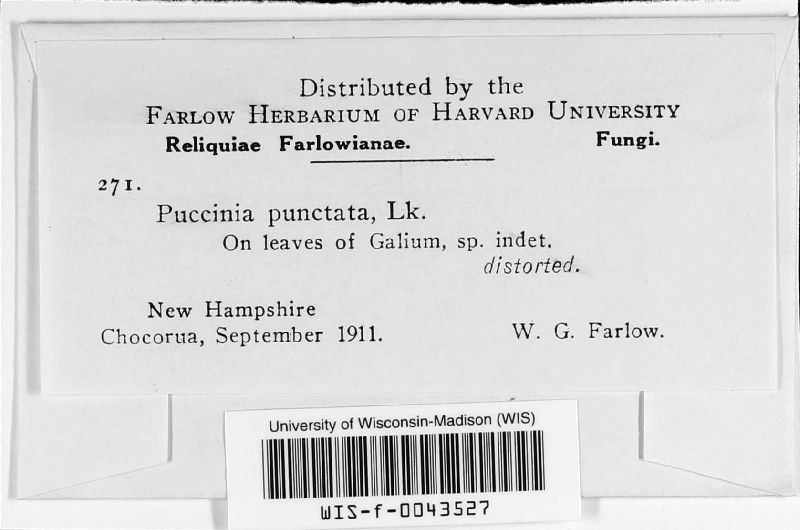 Distributed by the
FARLOW HERBARIUM OF HARVARD UNIVERSITY
Reliquiae Farlowianae. Fungi.
271.
Puccinia punctata, Lk.
On leaves of Galium, sp. indet.
distorted.
New Hampshire
Chocorua, September 1911. W. G. Farlow.
University of Wisconsin-Madison (WIS)
WIS-f-0043527